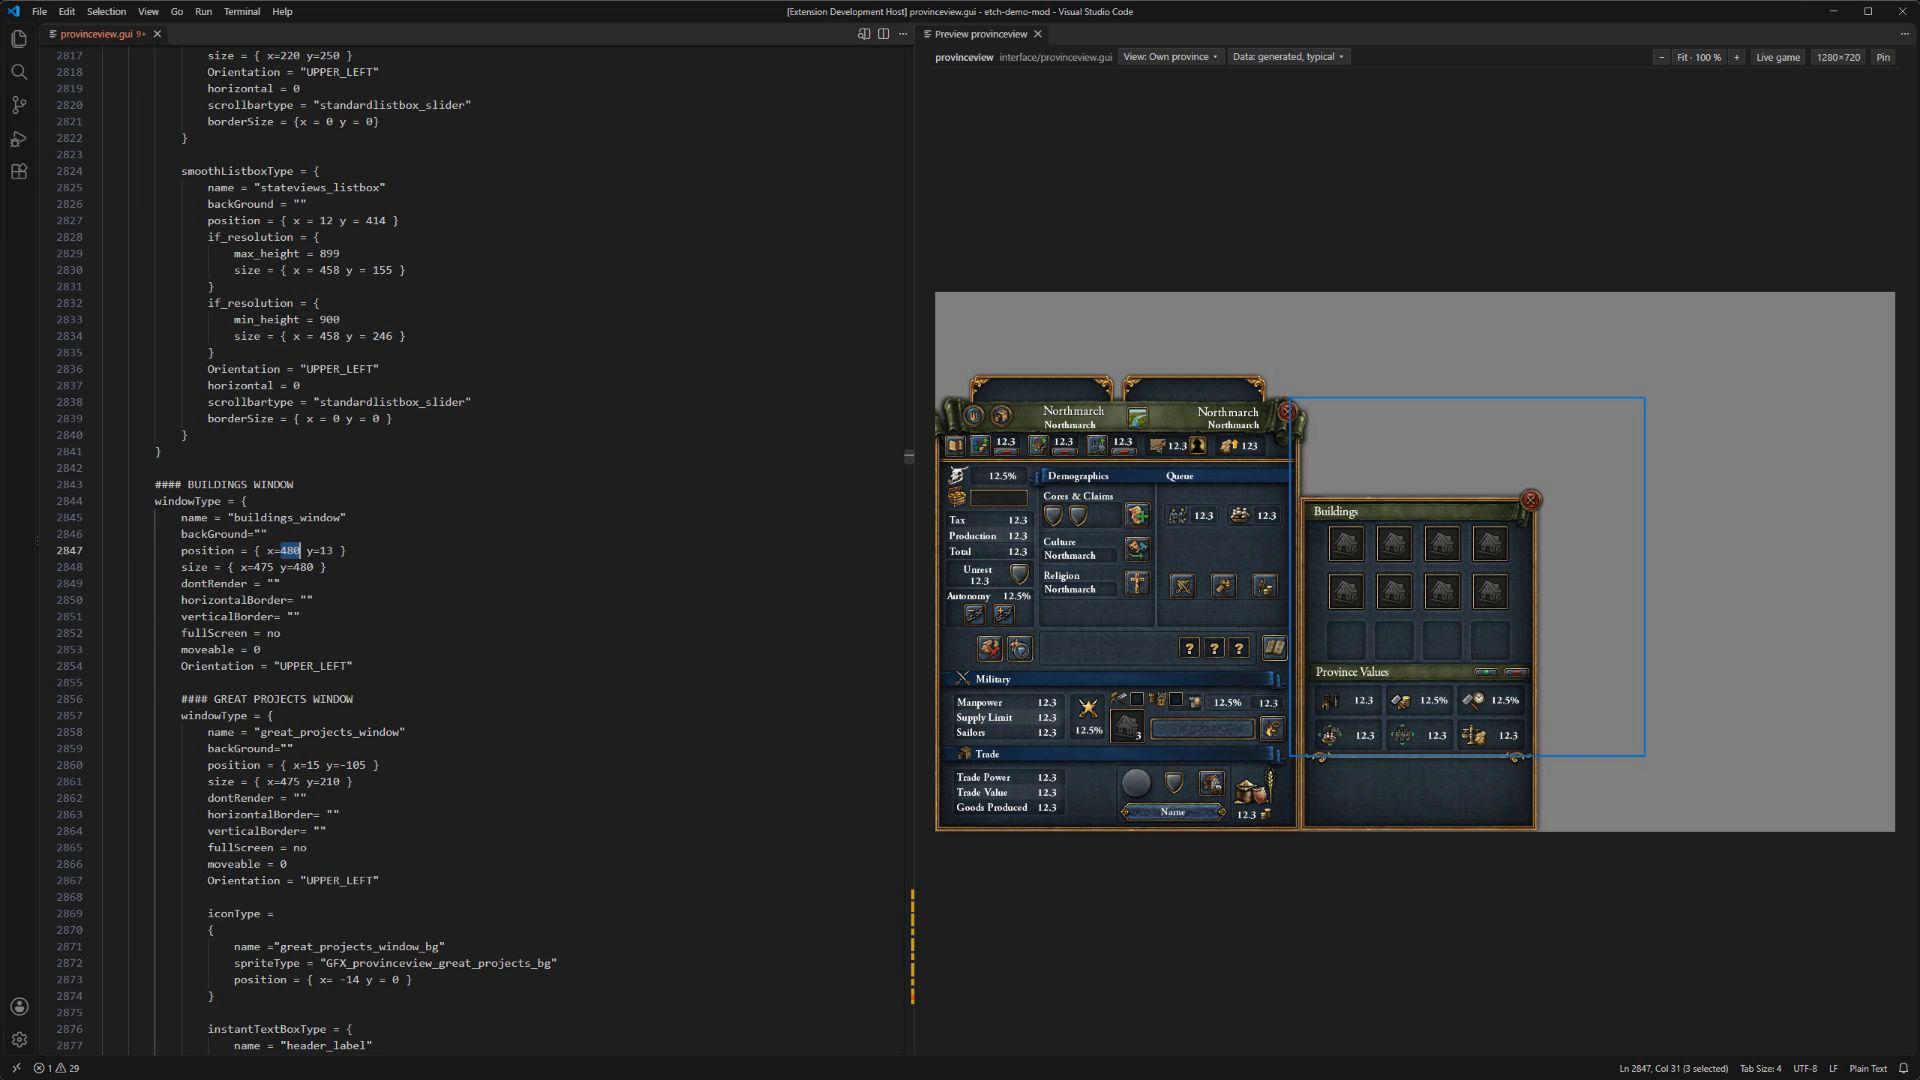 File Edit Selection View Go Run Terminal Help
[Extension Development Host] provinceview.gui - etch-demo-mod - Visual Studio Code
provinceview.gui 9+
2817 size = { x=220 y=250 }
2818 Orientation = "UPPER_LEFT"
2819 horizontal = 0
2820 scrollbartype = "standardlistbox_slider"
2821 borderSize = {x = 0 y = 0}
2822 }
2823
2824 smoothListboxType = {
2825 name = "stateviews_listbox"
2826 backGround = ""
2827 position = { x = 12 y = 414 }
2828 if_resolution = {
2829 max_height = 899
2830 size = { x = 458 y = 155 }
2831 }
2832 if_resolution = {
2833 min_height = 900
2834 size = { x = 458 y = 246 }
2835 }
2836 Orientation = "UPPER_LEFT"
2837 horizontal = 0
2838 scrollbartype = "standardlistbox_slider"
2839 borderSize = { x = 0 y = 0 }
2840 }
2841 }
2842
2843 #### BUILDINGS WINDOW
2844 windowType = {
2845 name = "buildings_window"
2846 backGround=""
2847 position = { x=480 y=13 }
2848 size = { x=475 y=480 }
2849 dontRender = ""
2850 horizontalBorder= ""
2851 verticalBorder= ""
2852 fullScreen = no
2853 moveable = 0
2854 Orientation = "UPPER_LEFT"
2855
2856 #### GREAT PROJECTS WINDOW
2857 windowType = {
2858 name = "great_projects_window"
2859 backGround=""
2860 position = { x=15 y=-105 }
2861 size = { x=475 y=210 }
2862 dontRender = ""
2863 horizontalBorder= ""
2864 verticalBorder= ""
2865 fullScreen = no
2866 moveable = 0
2867 Orientation = "UPPER_LEFT"
2868
2869 iconType =
2870 {
2871 name ="great_projects_window_bg"
2872 spriteType = "GFX_provinceview_great_projects_bg"
2873 position = { x= -14 y = 0 }
2874 }
2875
2876 instantTextBoxType = {
2877 name = "header_label"
Preview provinceview
provinceview interface/provinceview.gui View: Own province Data: generated, typical − Fit · 100 % + Live game 1280×720 Pin
Northmarch Northmarch
Northmarch Northmarch
12.3 12.3 12.3 12.3 123
12.5% Demographics Queue
Cores & Claims
12.3 12.3
Tax 12.3
Production 12.3
Total 12.3
Culture
Northmarch
Unrest
12.3
Religion
Northmarch
Autonomy 12.5%
? ? ?
Military
Manpower 12.3
Supply Limit 12.3
Sailors 12.3
12.5%
3
12.5% 12.3
Trade
Trade Power 12.3
Trade Value 12.3
Goods Produced 12.3
Name
12.3
Buildings
Province Values
12.3 12.5% 12.5%
12.3 12.3 12.3
1 29
Ln 2847, Col 31 (3 selected) Tab Size: 4 UTF-8 LF Plain Text